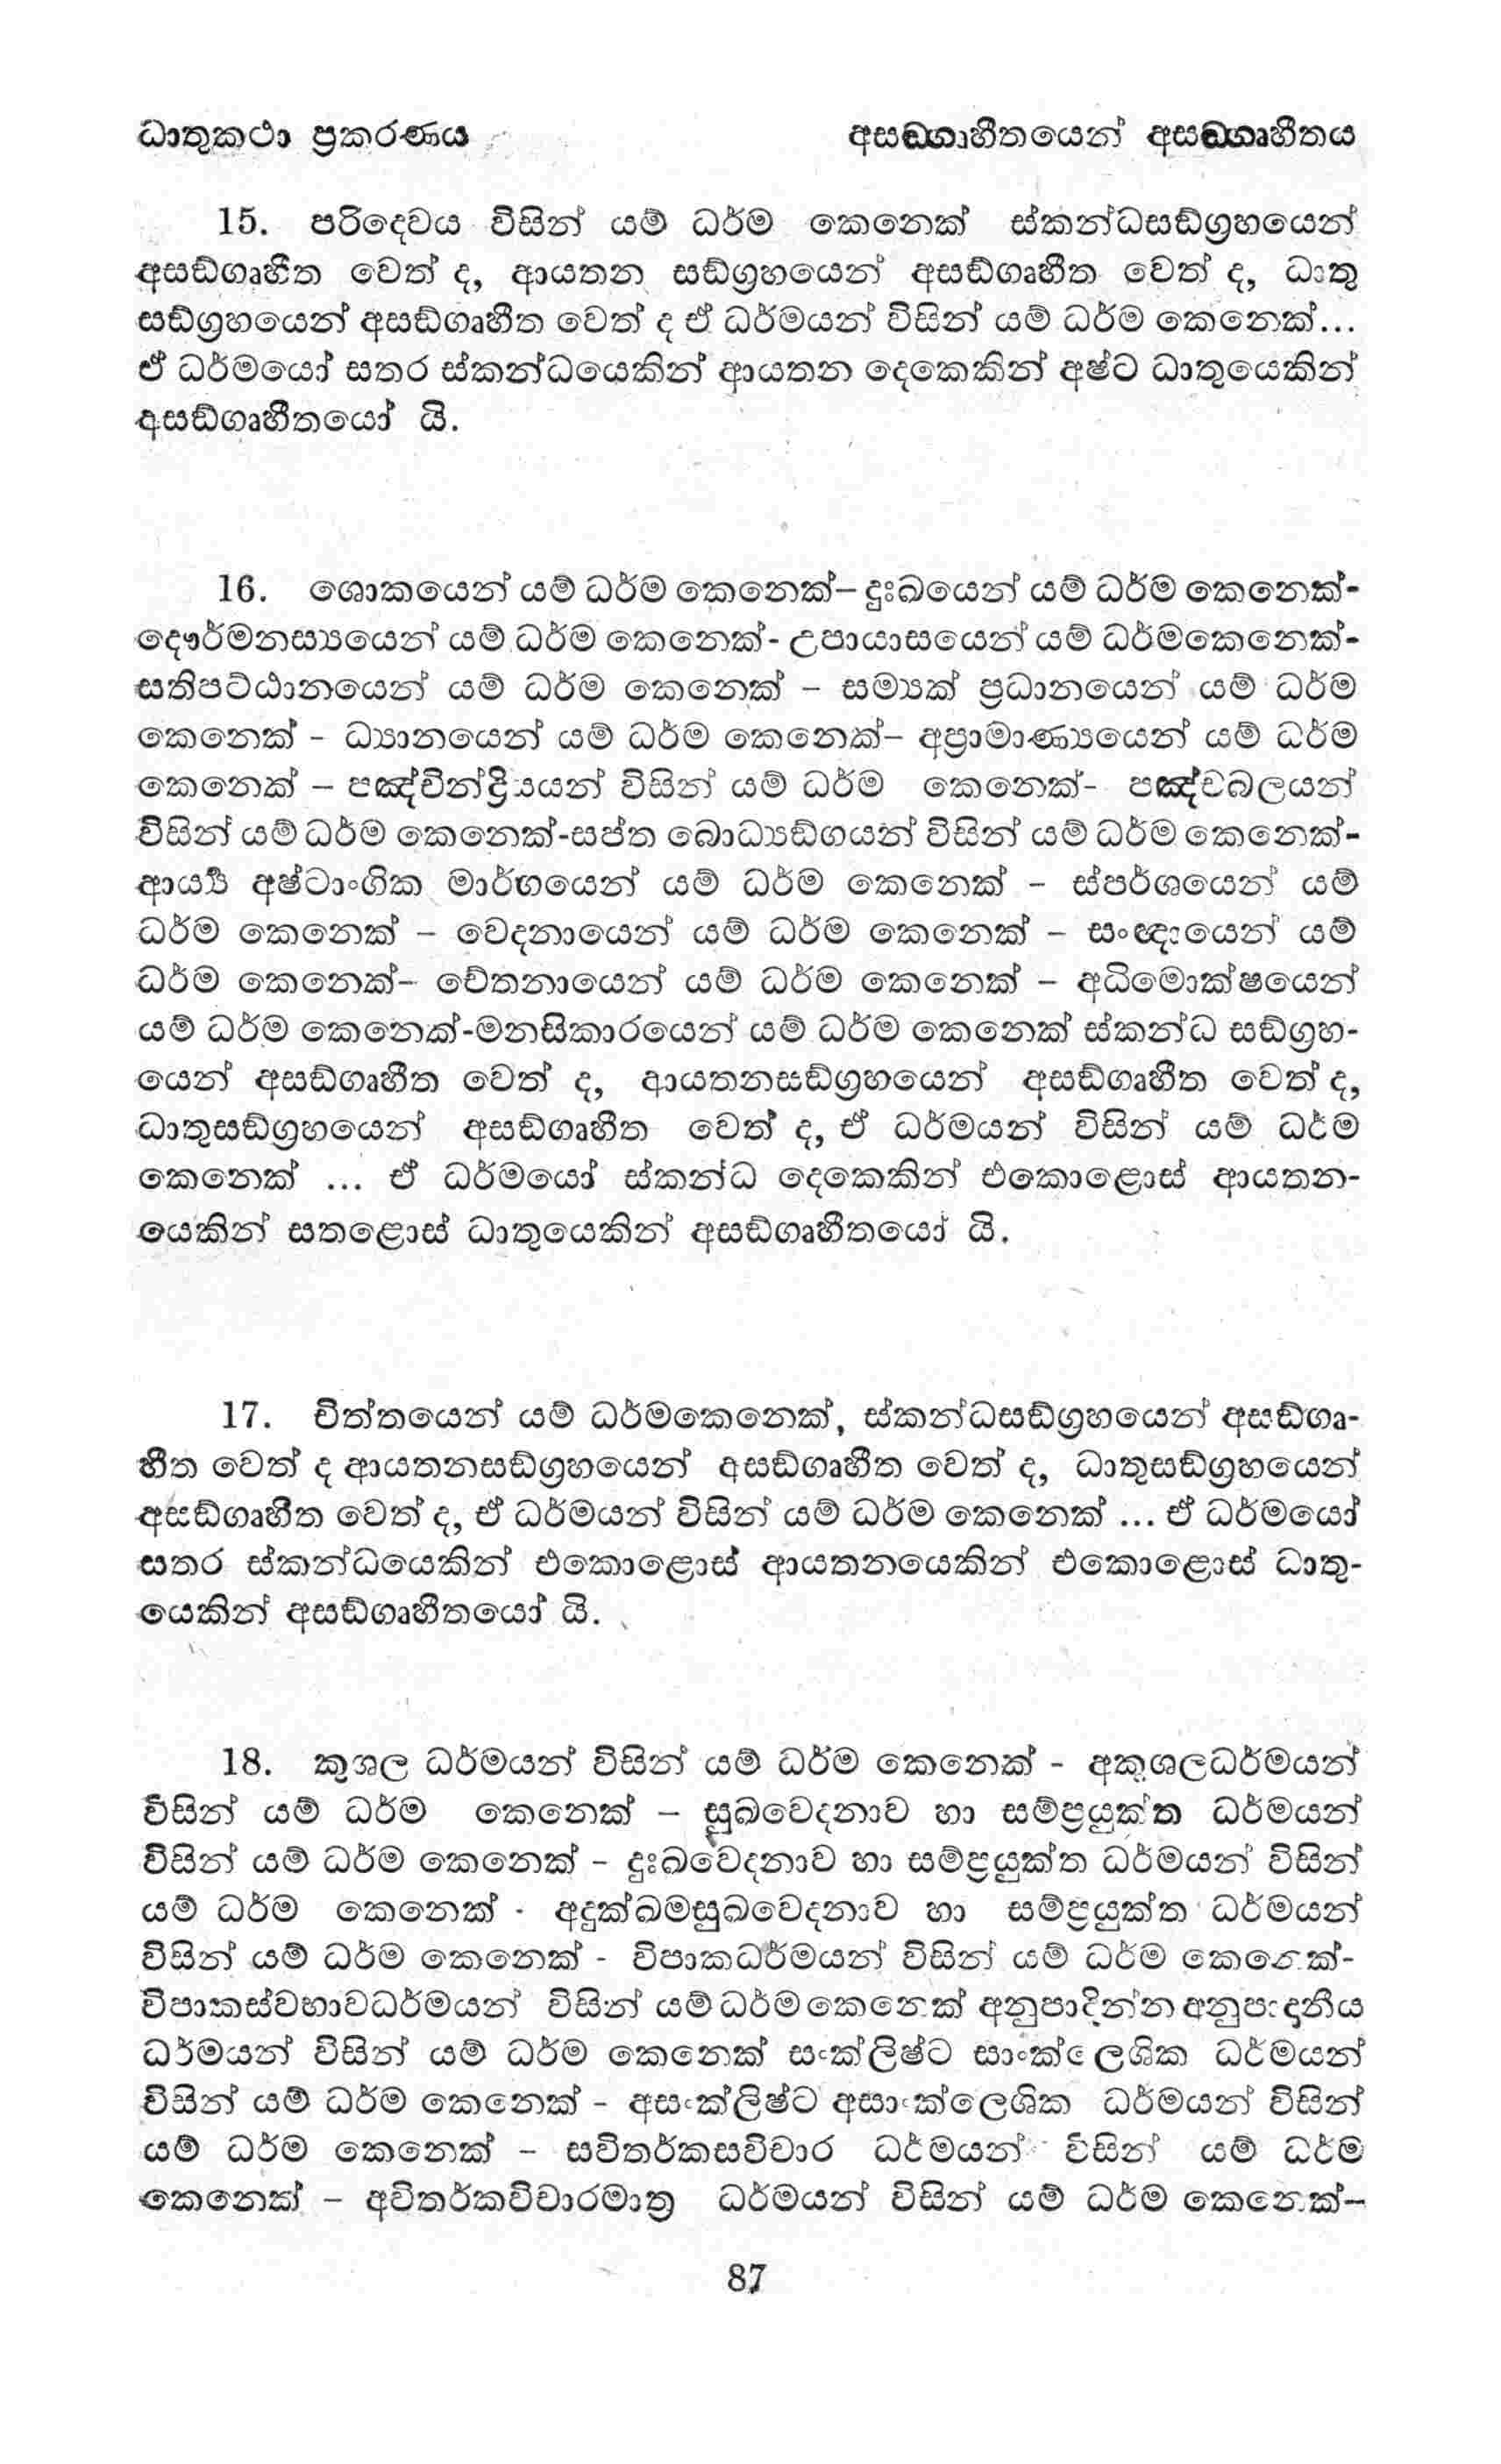 ධාතුකථා ප්‍රකරණය අසඞ්ගෘහීතයෙන් අසඞ්ගෘහීතය
15. පරිදෙවය විසින් යම් ධර්ම කෙනෙක් ස්කන්ධසඞ්ග්‍රහයෙන්
අසඞ්ගෘහීත වෙත් ද, ආයතන සඞ්ග්‍රහයෙන් අසඞ්ගෘහීත වෙත් ද, ධාතු
සඞ්ග්‍රහයෙන් අසඞ්ගෘහීත වෙත් ද ඒ ධර්මයන් විසින් යම් ධර්ම කෙනෙක්...
ඒ ධර්මයෝ සතර ස්කන්ධයෙකින් ආයතන දෙකෙකින් අෂ්ට ධාතුයෙකින්
අසඞ්ගෘහීතයෝ යි.
16. ශොකයෙන් යම් ධර්ම කෙනෙක්– දුඃඛයෙන් යම් ධර්ම කෙනෙක්-
දෞර්මනස්‍යයෙන් යම් ධර්ම කෙනෙක්- උපායාසයෙන් යම් ධර්මකෙනෙක්-
සතිපට්ඨානයෙන් යම් ධර්ම කෙනෙක් – සම්‍යක් ප්‍රධානයෙන් යම් ධර්ම
කෙනෙක් - ධ්‍යානයෙන් යම් ධර්ම කෙනෙක්– අප්‍රාමාණ්‍යයෙන් යම් ධර්ම
කෙනෙක් – පඤ්චින්ද්‍රියයන් විසින් යම් ධර්ම කෙනෙක්- පඤ්චබලයන්
විසින් යම් ධර්ම කෙනෙක්-සප්ත බොධ්‍යඞ්ගයන් විසින් යම් ධර්ම කෙනෙක්-
ආර්‍ය්‍ය අෂ්ටාංගික මාර්ඟයෙන් යම් ධර්ම කෙනෙක් – ස්පර්ශයෙන් යම්
ධර්ම කෙනෙක් – වෙදනායෙන් යම් ධර්ම කෙනෙක් – සංඥායෙන් යම්
ධර්ම කෙනෙක්– චේතනායෙන් යම් ධර්ම කෙනෙක් – අධිමොක්ෂයෙන්
යම් ධර්ම කෙනෙක්-මනසිකාරයෙන් යම් ධර්ම කෙනෙක් ස්කන්ධ සඞ්ග්‍රහ-
යෙන් අසඞ්ගෘහීත වෙත් ද, ආයතනසඞ්ග්‍රහයෙන් අසඞ්ගෘහීත වෙත් ද,
ධාතුසඞ්ග්‍රහයෙන් අසඞ්ගෘහීත වෙත් ද, ඒ ධර්මයන් විසින් යම් ධර්ම
කෙනෙක් ... ඒ ධර්මයෝ ස්කන්ධ දෙකෙකින් එකොළොස් ආයතන-
යෙකින් සතළොස් ධාතුයෙකින් අසඞ්ගෘහීතයෝ යි.
17. චිත්තයෙන් යම් ධර්මකෙනෙක්, ස්කන්ධසඞ්ග්‍රහයෙන් අසඞ්ගෘ-
හීත වෙත් ද ආයතනසඞ්ග්‍රහයෙන් අසඞ්ගෘහීත වෙත් ද, ධාතුසඞ්ග්‍රහයෙන්
අසඞ්ගෘහීත වෙත් ද, ඒ ධර්මයන් විසින් යම් ධර්ම කෙනෙක් ... ඒ ධර්මයෝ
සතර ස්කන්ධයෙකින් එකොළොස් ආයතනයෙකින් එකොළොස් ධාතු-
යෙකින් අසඞ්ගෘහීතයෝ යි.
18. කුශල ධර්මයන් විසින් යම් ධර්ම කෙනෙක් - අකුශලධර්මයන්
විසින් යම් ධර්ම කෙනෙක් – සුඛවෙදනාව හා සම්ප්‍රයුක්ත ධර්මයන්
විසින් යම් ධර්ම කෙනෙක් – දුඃඛවෙදනාව හා සම්ප්‍රයුක්ත ධර්මයන් විසින්
යම් ධර්ම කෙනෙක් - අදුක්ඛමසුඛවෙදනාව හා සම්ප්‍රයුක්ත ධර්මයන්
විසින් යම් ධර්ම කෙනෙක් - විපාකධර්මයන් විසින් යම් ධර්ම කෙනෙක්-
විපාකස්වභාවධර්මයන් විසින් යම් ධර්ම කෙනෙක් අනුපාදින්න අනුපාදානීය
ධර්මයන් විසින් යම් ධර්ම කෙනෙක් සංක්ලිෂ්ට සාංක්ලෙශික ධර්මයන්
විසින් යම් ධර්ම කෙනෙක් – අසංක්ලිෂ්ට අසාංක්ලෙශික ධර්මයන් විසින්
යම් ධර්ම කෙනෙක් – සවිතර්කසවිචාර ධර්මයන් විසින් යම් ධර්ම
කෙනෙක් – අවිතර්කවිචාරමාත්‍ර ධර්මයන් විසින් යම් ධර්ම කෙනෙක්–
87